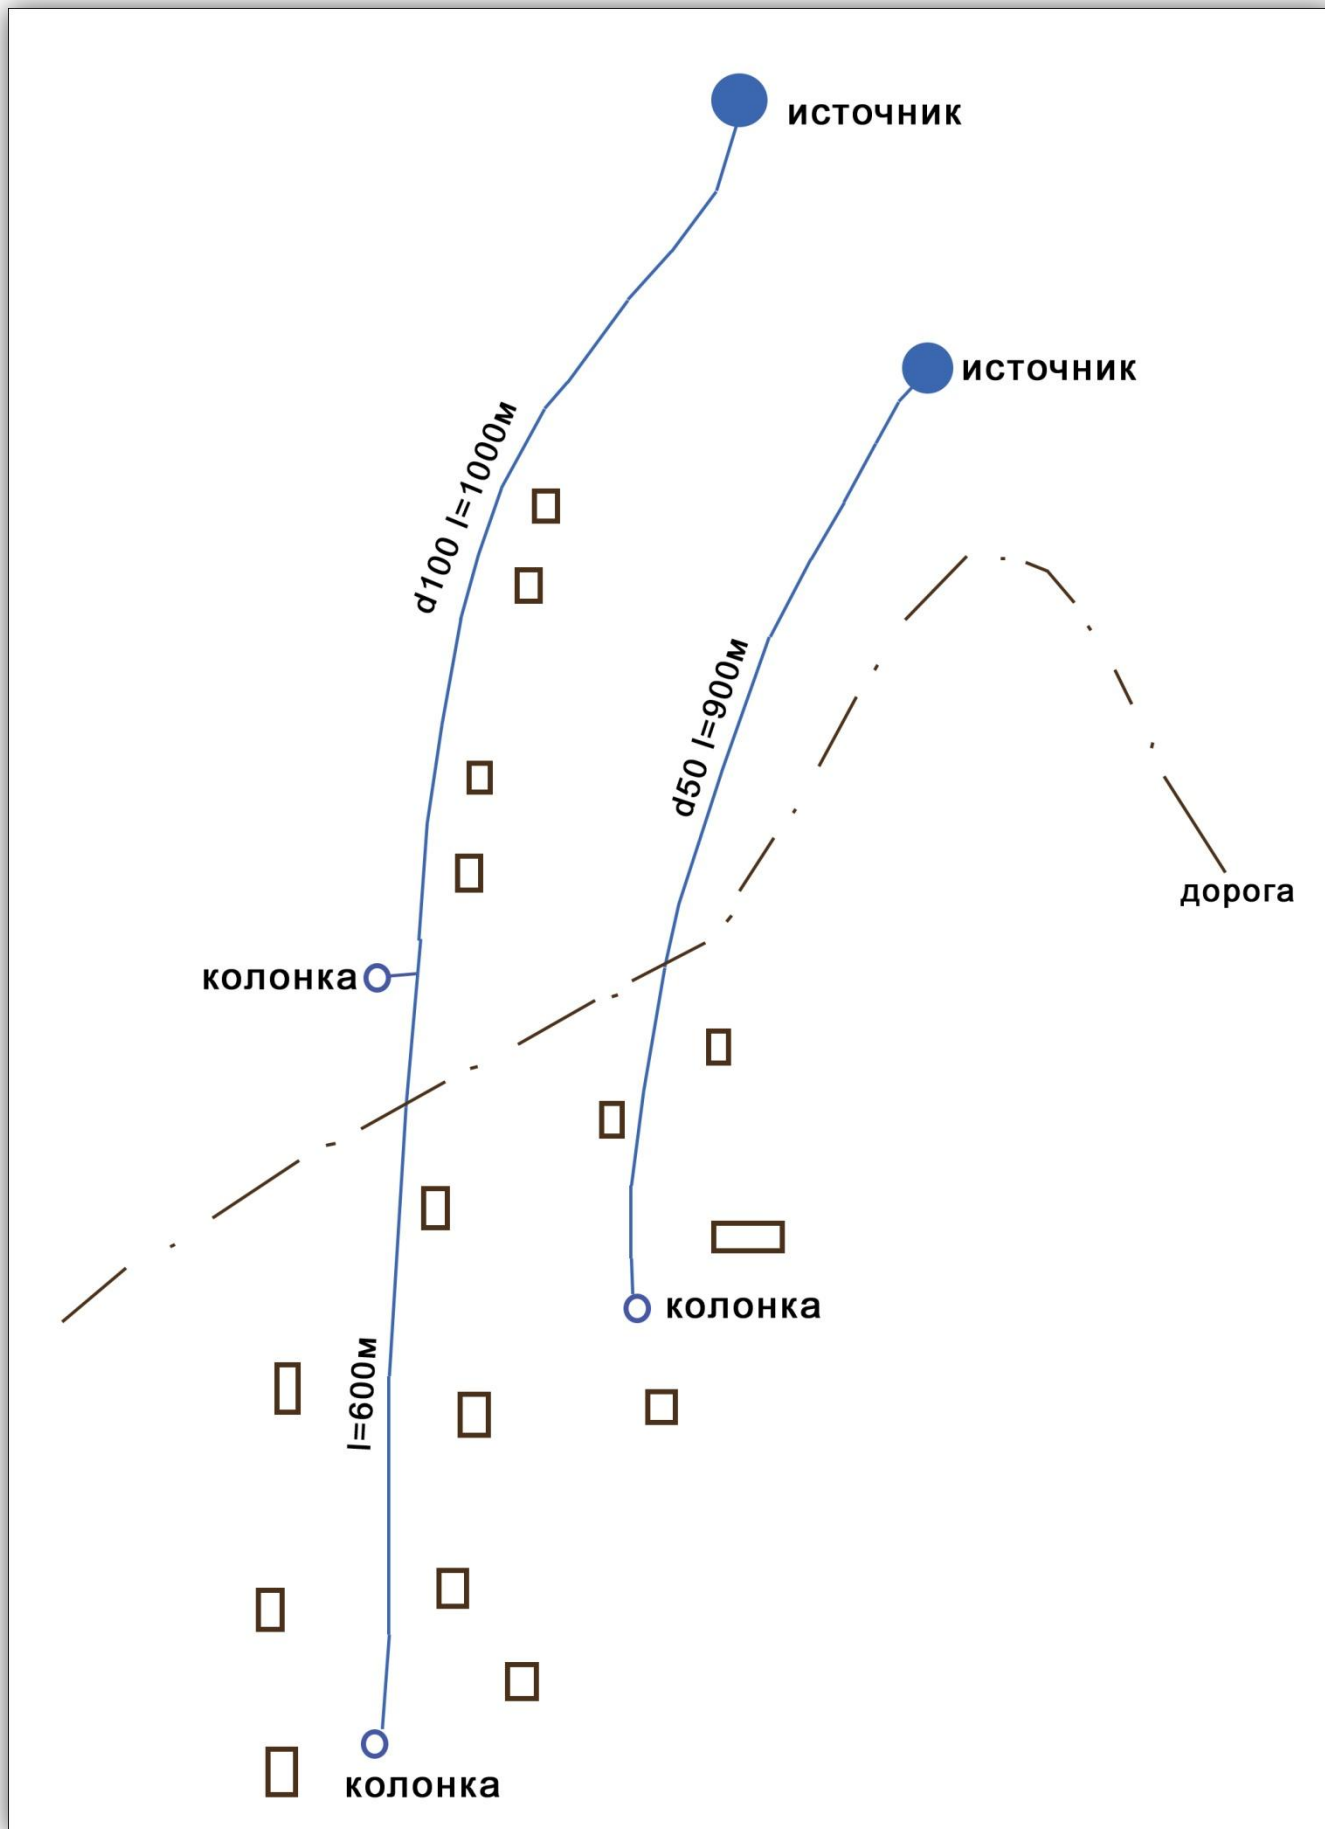 источник
источник
d100 l=1000м
d50 l=900м
дорога
колонка
колонка
l=600м
колонка